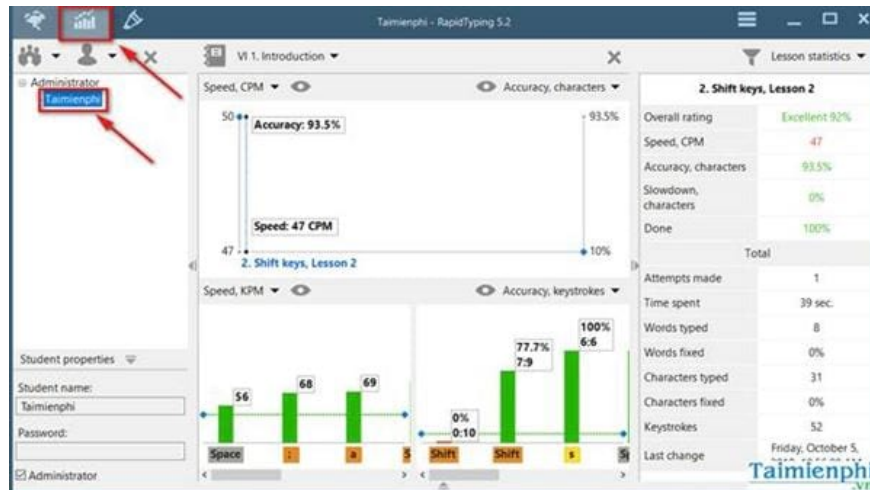 Taimienphi - RapidTyping 5.2
VI 1. Introduction
Lesson statistics
Administrator
Taimienphi
Speed, CPM
Accuracy, characters
50
93.5%
Accuracy: 93.5%
Speed: 47 CPM
47
10%
2. Shift keys, Lesson 2
Speed, KPM
Accuracy, keystrokes
56
68
69
Space
;
a
S
0%
0:10
77.7%
7:9
100%
6:6
Shift
Shift
s
Student properties
Student name:
Taimienphi
Password:
Administrator
2. Shift keys, Lesson 2
Overall rating Excellent 92%
Speed, CPM 47
Accuracy, characters 93.5%
Slowdown,
characters 0%
Done 100%
Total
Attempts made 1
Time spent 39 sec.
Words typed 8
Words fixed 0%
Characters typed 31
Characters fixed 0%
Keystrokes 52
Last change Friday, October 5,
Taimienphi
.vn